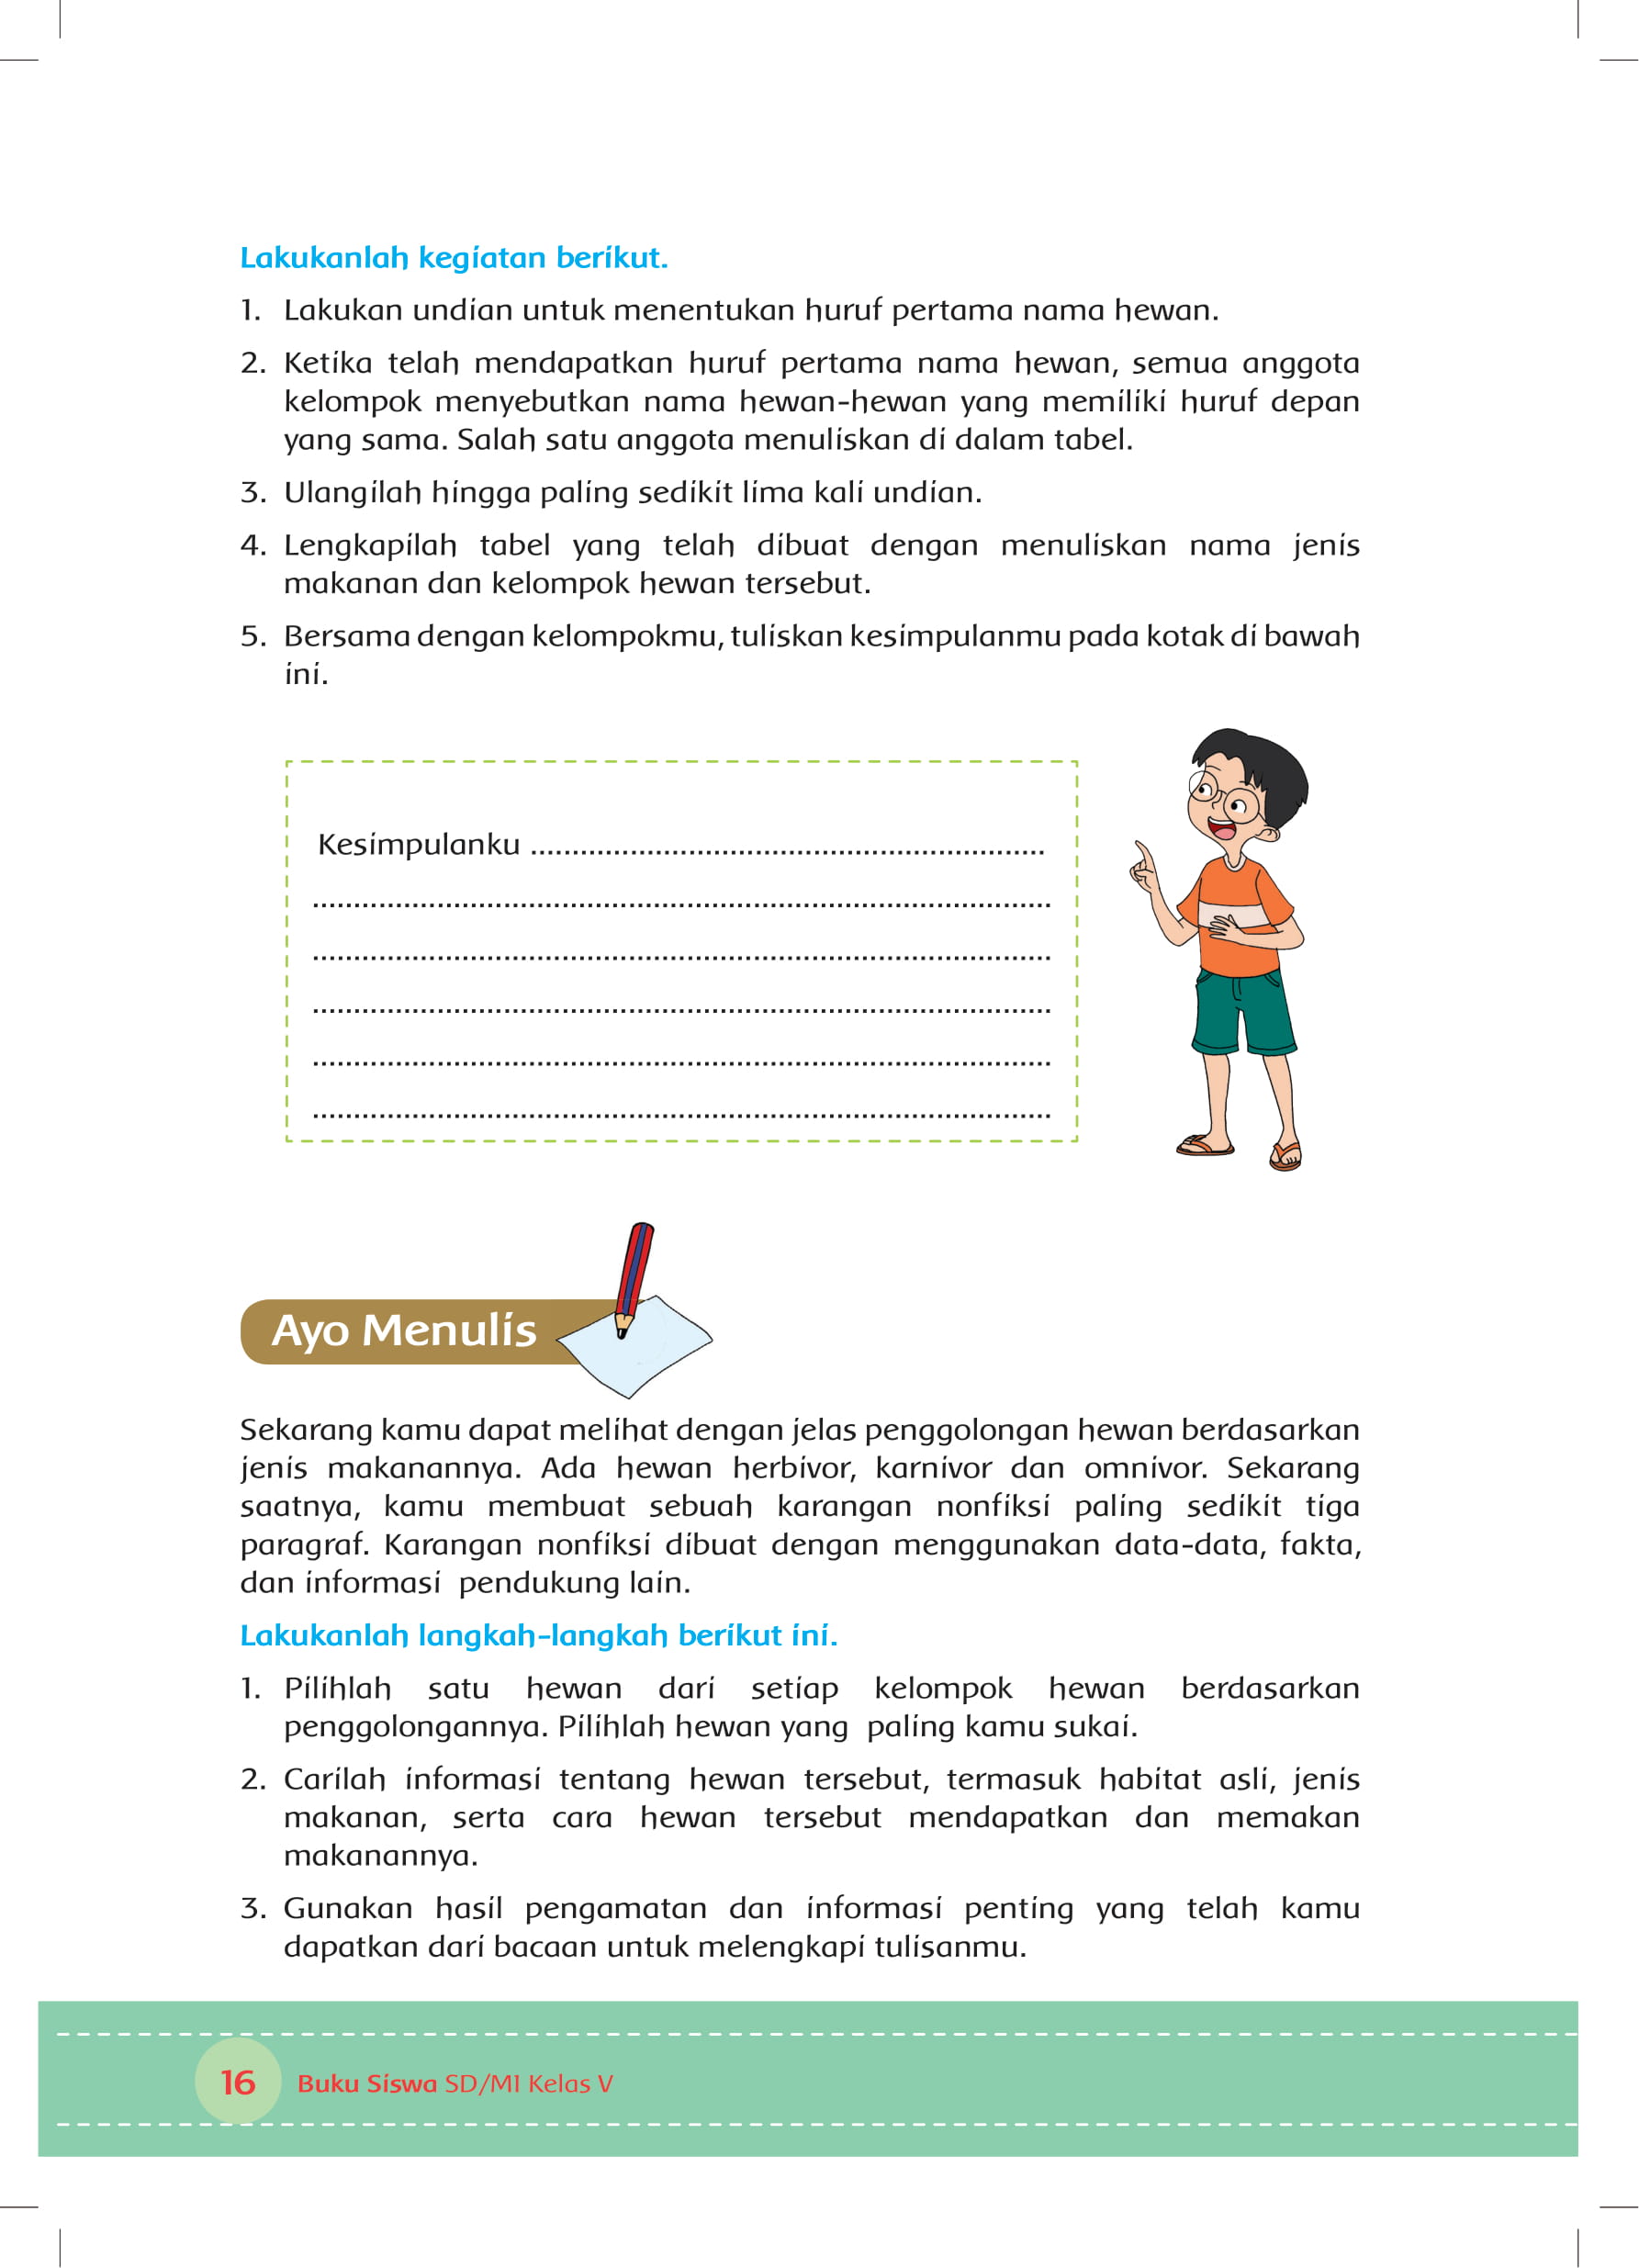 Lakukanlah kegiatan berikut.
1. Lakukan undian untuk menentukan huruf pertama nama hewan.
2. Ketika telah mendapatkan huruf pertama nama hewan, semua anggota
kelompok menyebutkan nama hewan-hewan yang memiliki huruf depan
yang sama. Salah satu anggota menuliskan di dalam tabel.
3. Ulangilah hingga paling sedikit lima kali undian.
4. Lengkapilah tabel yang telah dibuat dengan menuliskan nama jenis
makanan dan kelompok hewan tersebut.
5. Bersama dengan kelompokmu, tuliskan kesimpulanmu pada kotak di bawah
ini.
Kesimpulanku ..............................................................
.........................................................................................
.........................................................................................
.........................................................................................
.........................................................................................
.........................................................................................
Ayo Menulis
Sekarang kamu dapat melihat dengan jelas penggolongan hewan berdasarkan
jenis makanannya. Ada hewan herbivor, karnivor dan omnivor. Sekarang
saatnya, kamu membuat sebuah karangan nonfiksi paling sedikit tiga
paragraf. Karangan nonfiksi dibuat dengan menggunakan data-data, fakta,
dan informasi pendukung lain.
Lakukanlah langkah-langkah berikut ini.
1. Pilihlah satu hewan dari setiap kelompok hewan berdasarkan
penggolongannya. Pilihlah hewan yang paling kamu sukai.
2. Carilah informasi tentang hewan tersebut, termasuk habitat asli, jenis
makanan, serta cara hewan tersebut mendapatkan dan memakan
makanannya.
3. Gunakan hasil pengamatan dan informasi penting yang telah kamu
dapatkan dari bacaan untuk melengkapi tulisanmu.
16 Buku Siswa SD/MI Kelas V